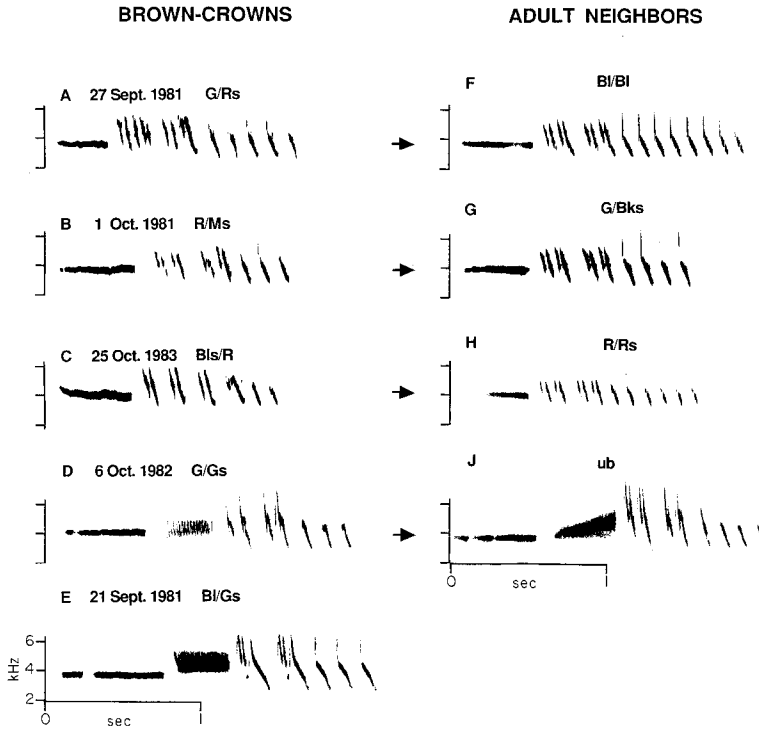 BROWN-CROWNS
ADULT NEIGHBORS
A 27 Sept. 1981 G/Rs
F Bl/Bl
B 1 Oct. 1981 R/Ms
G G/Bks
C 25 Oct. 1983 Bls/R
H R/Rs
D 6 Oct. 1982 G/Gs
J ub
0 sec 1
E 21 Sept. 1981 Bl/Gs
6
4
2
kHz
0 sec 1